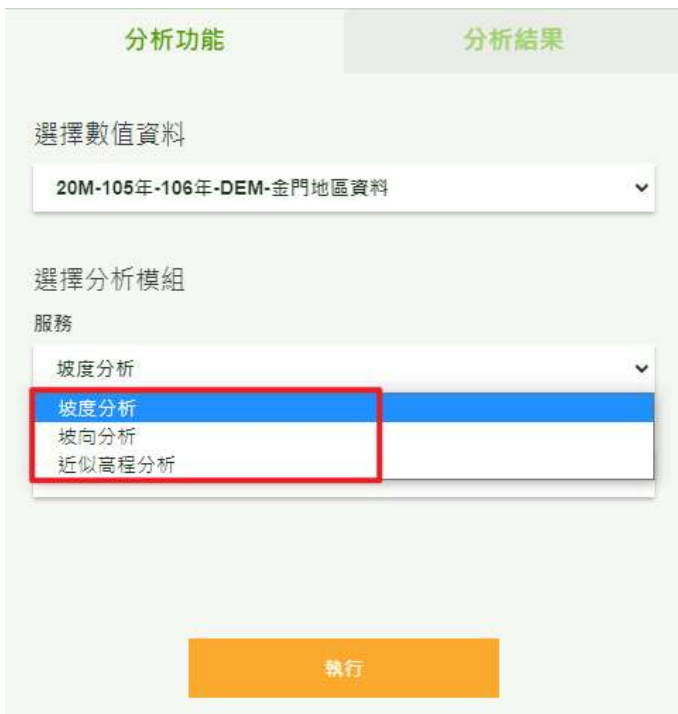 分析功能 分析結果
選擇數值資料
20M-105年-106年-DEM-金門地區資料
選擇分析模組
服務
坡度分析
坡度分析
坡向分析
近似高程分析
執行